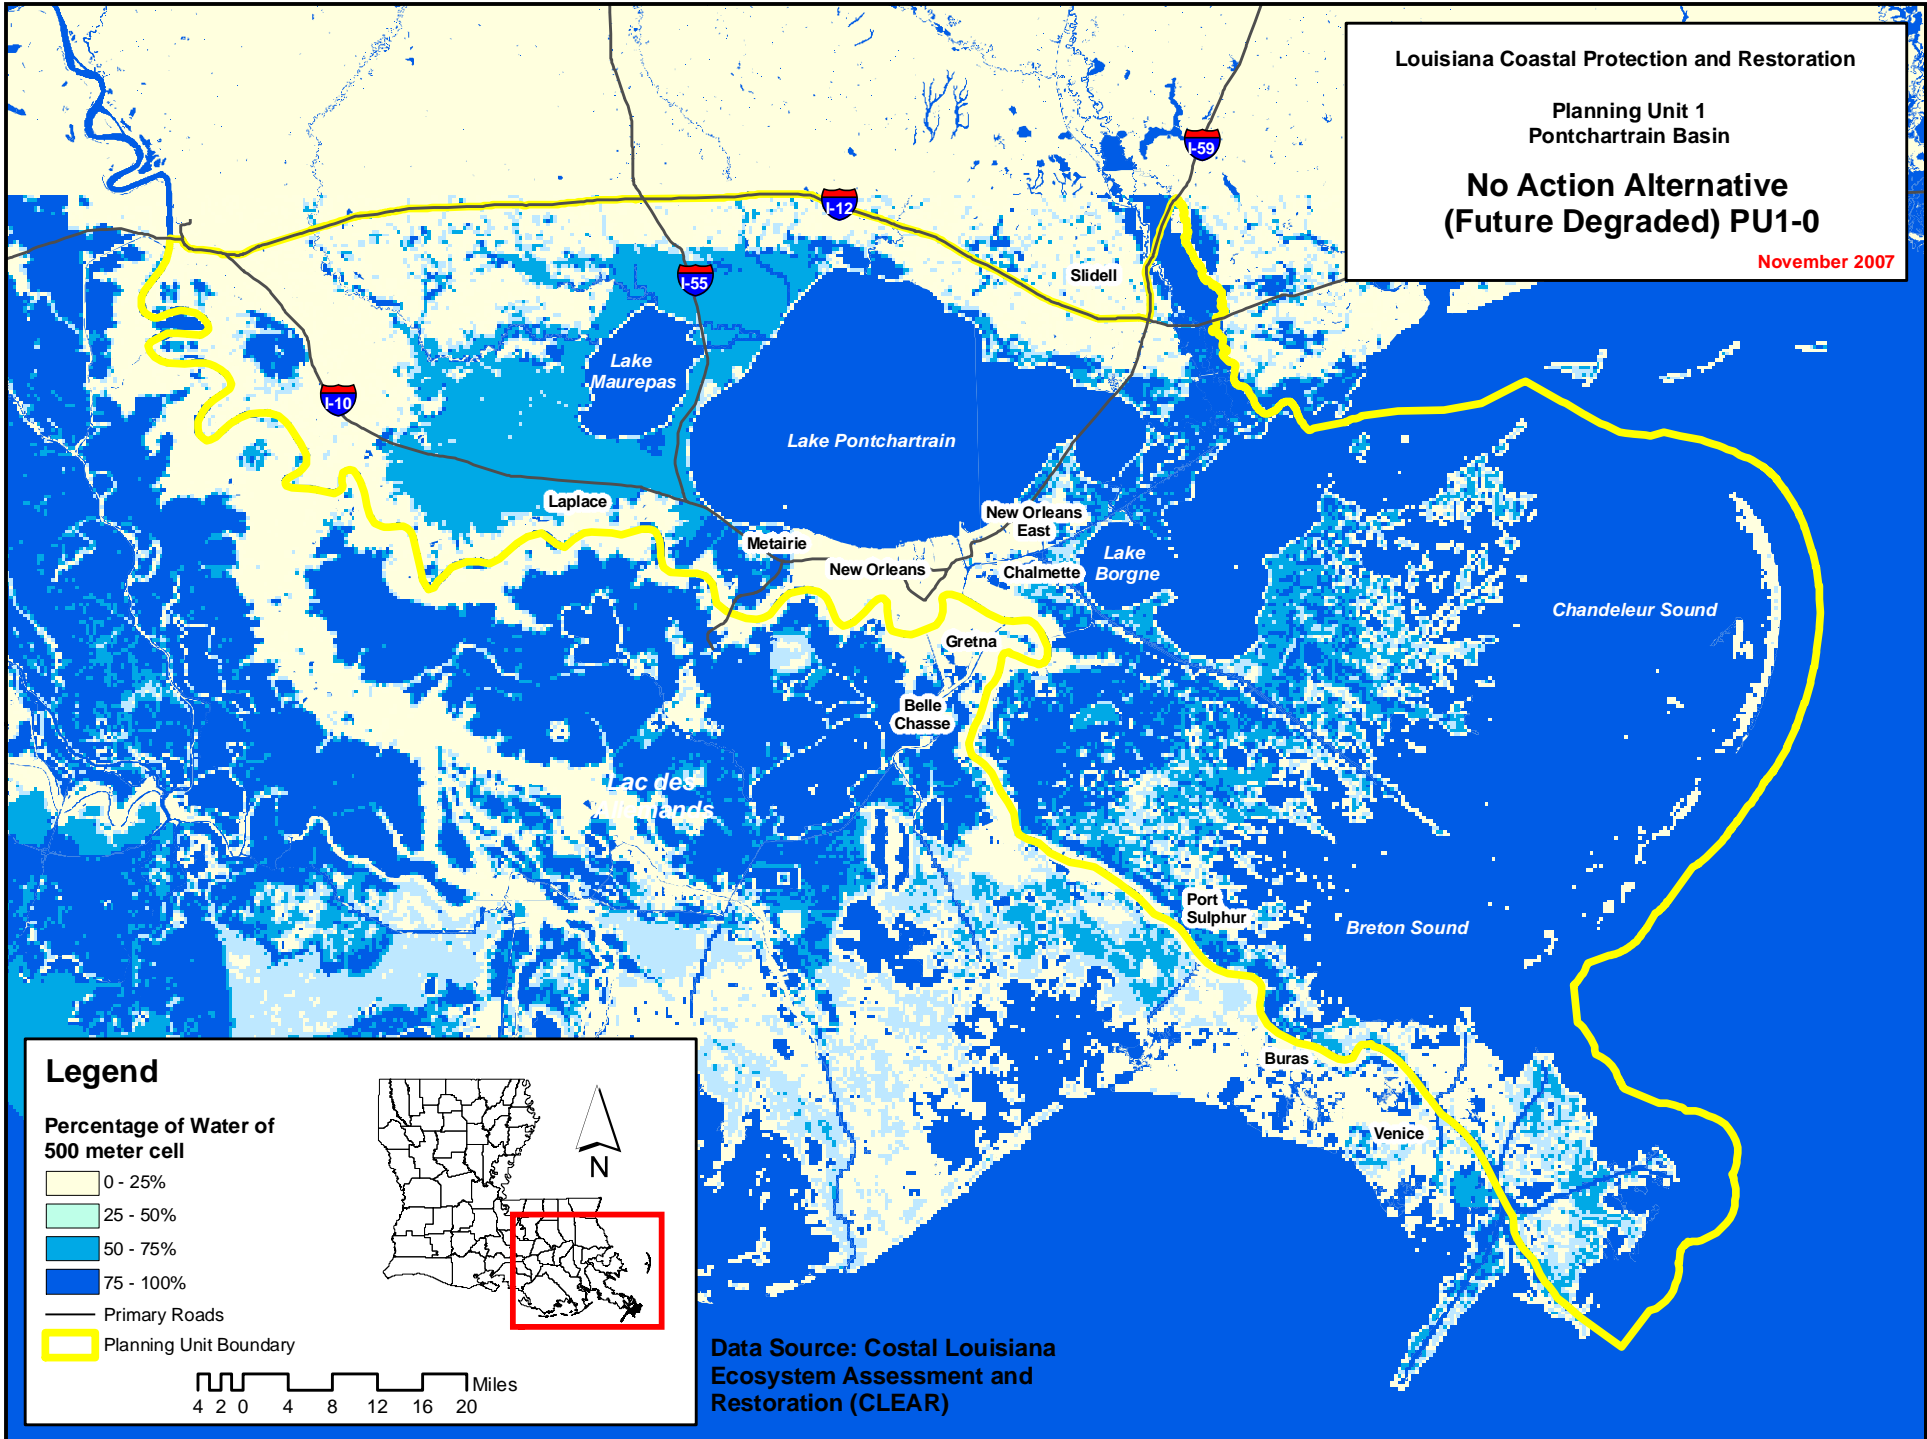 Louisiana Coastal Protection and Restoration
Planning Unit 1
Pontchartrain Basin
No Action Alternative
(Future Degraded) PU1-0
November 2007
I-59
I-12
Slidell
I-55
Lake
Maurepas
I-10
Lake Pontchartrain
Laplace
New Orleans
East
Metairie
New Orleans
Chalmette
Lake
Borgne
Chandeleur Sound
Gretna
Belle
Chasse
Lac des
Port
Sulphur
Breton Sound
Buras
Venice
Legend
Percentage of Water of
500 meter cell
0 - 25%
25 - 50%
50 - 75%
75 - 100%
Primary Roads
Planning Unit Boundary
N
Miles
4 2 0 4 8 12 16 20
Data Source: Costal Louisiana
Ecosystem Assessment and
Restoration (CLEAR)